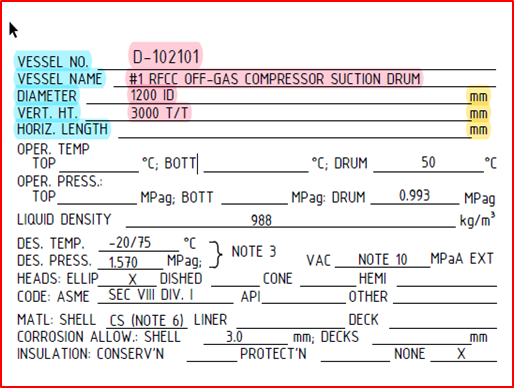 VESSEL NO. D-102101
VESSEL NAME #1 RFCC OFF-GAS COMPRESSOR SUCTION DRUM
DIAMETER 1200 ID mm
VERT. HT. 3000 T/T mm
HORIZ. LENGTH mm
OPER. TEMP
TOP °C; BOTT °C; DRUM 50 °C
OPER. PRESS.:
TOP MPag; BOTT MPag: DRUM 0.993 MPag
LIQUID DENSITY 988 kg/m³
DES. TEMP. -20/75 °C
DES. PRESS. 1.570 MPag; } NOTE 3 VAC NOTE 10 MPaA EXT
HEADS: ELLIP X DISHED CONE HEMI
CODE: ASME SEC VIII DIV. I API OTHER
MATL: SHELL CS (NOTE 6) LINER DECK
CORROSION ALLOW.: SHELL 3.0 mm; DECKS mm
INSULATION: CONSERV'N PROTECT'N NONE X